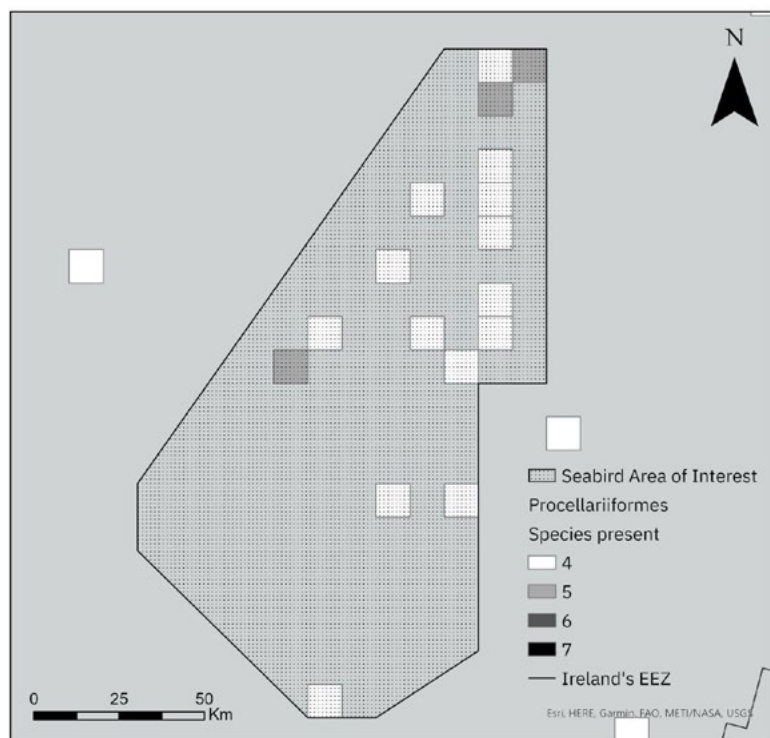 N
Seabird Area of Interest
Procellariiformes
Species present
4
5
6
7
Ireland's EEZ
0 25 50
Km
Esri, HERE, Garmin, FAO, METI/NASA, USGS